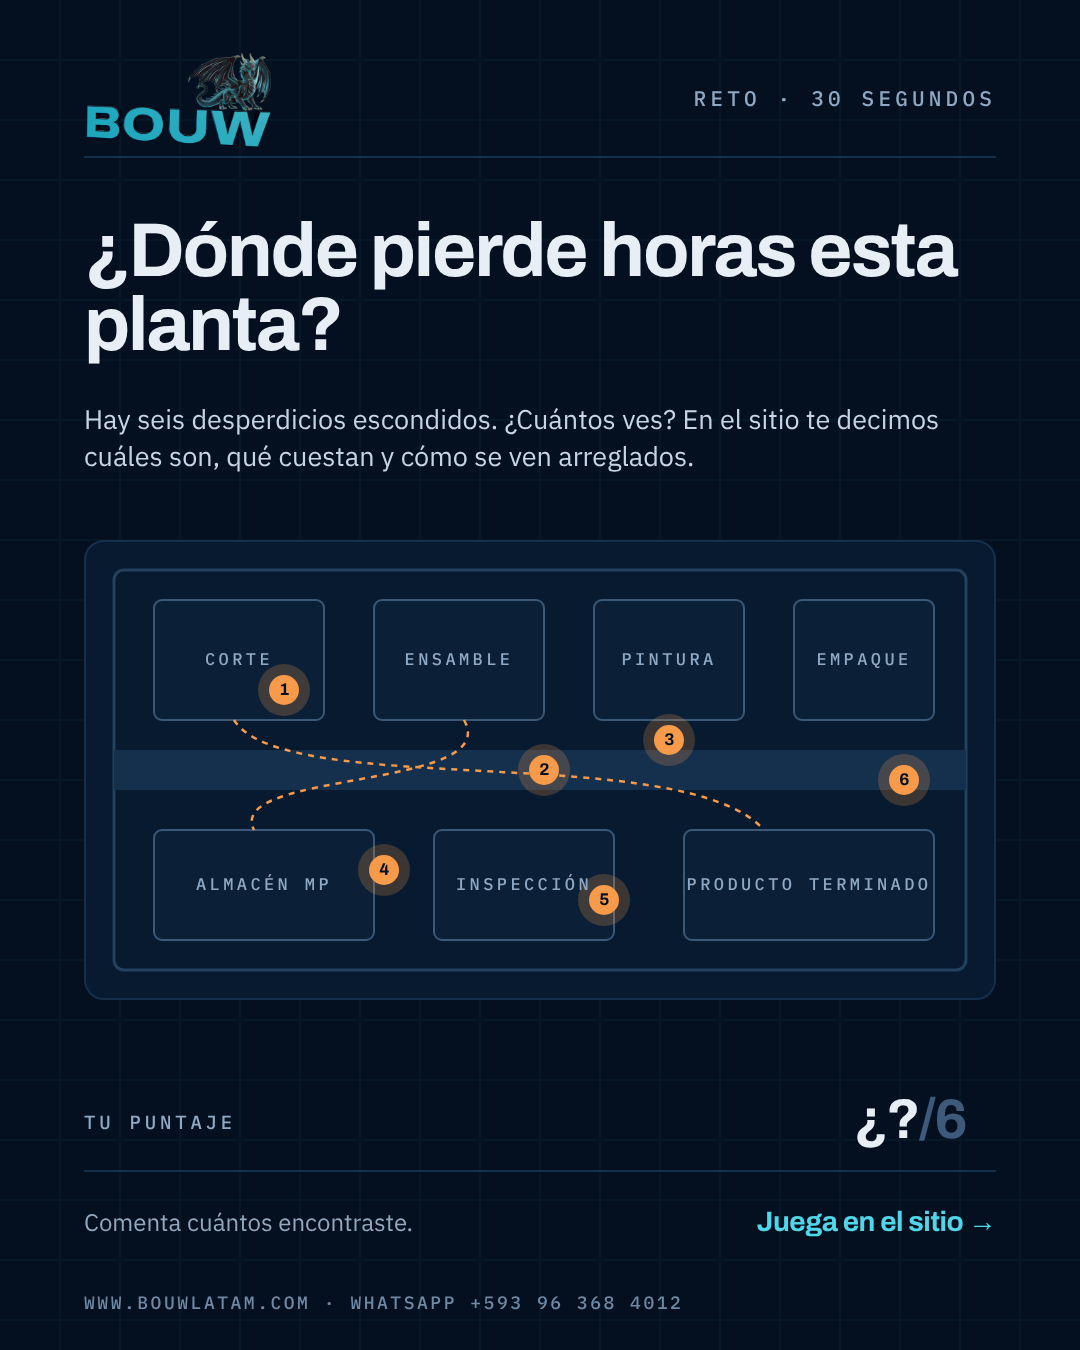 BOUW
RETO · 30 SEGUNDOS
¿Dónde pierde horas esta
planta?
Hay seis desperdicios escondidos. ¿Cuántos ves? En el sitio te decimos
cuáles son, qué cuestan y cómo se ven arreglados.
CORTE
ENSAMBLE
PINTURA
EMPAQUE
1
2
3
6
ALMACÉN MP
4
INSPECCIÓN
5
PRODUCTO TERMINADO
TU PUNTAJE
¿?/6
Comenta cuántos encontraste.
Juega en el sitio →
WWW.BOUWLATAM.COM · WHATSAPP +593 96 368 4012